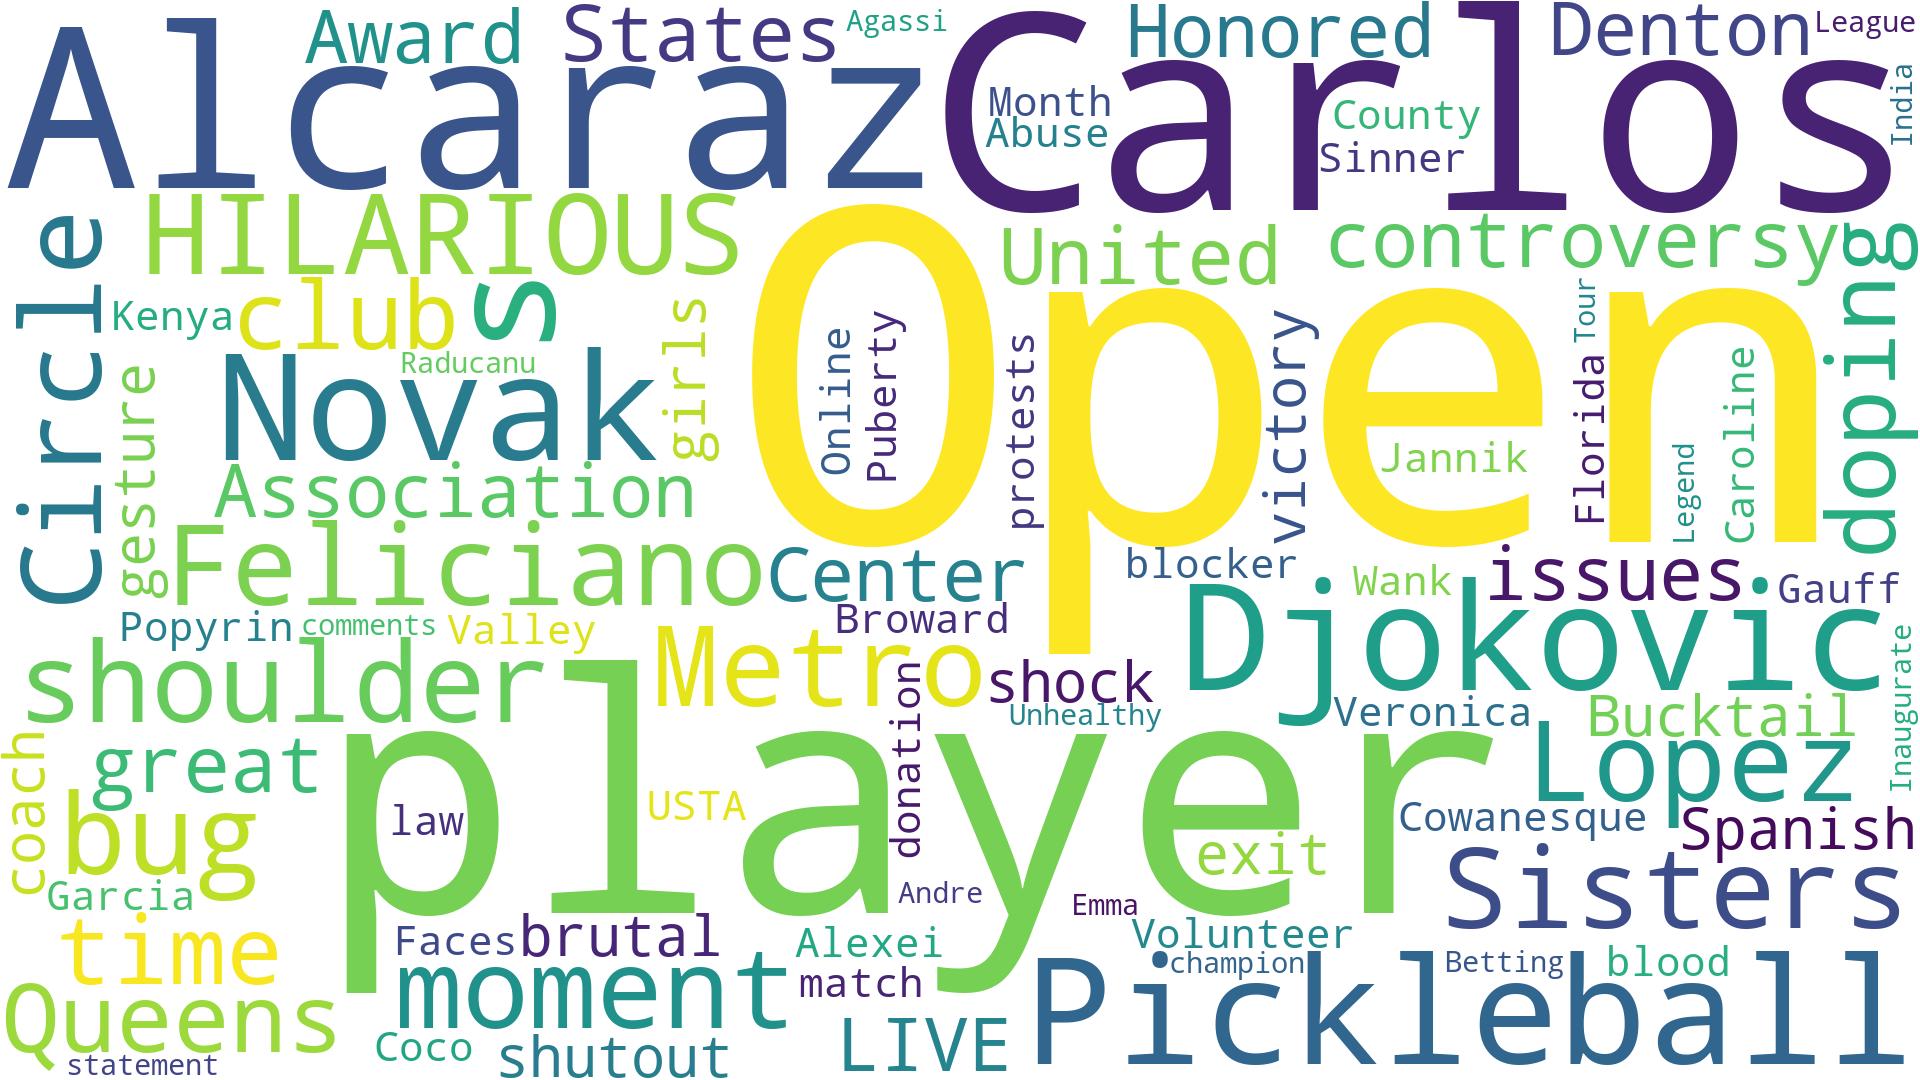 Alcaraz
Carlos
Award
States
Agassi
Honored
Denton
League
Month
Abuse
County
Sinner
India
HILARIOUS
Circle
Kenya
club
s
Open
United
controversy
doping
Novak
Raducanu
girls
gesture
Online
Puberty
protests
victory
Jannik
Tour
Florida
Legend
Caroline
Association
Feliciano
Center
blocker
Wank
issues
Gauff
Popyrin
comments
Valley
Broward
Djokovic
shoulder
Metro
shock
Unhealthy
donation
Veronica
Bucktail
Inaugurate
coach
great
player
Lopez
bug
law
USTA
exit
Cowanesque
Spanish
Garcia
Andre
Emma
Sisters
time
Faces
brutal
Alexei
Volunteer
moment
match
champion
Betting
blood
Pickleball
Queens
Coco
shutout
LIVE
statement